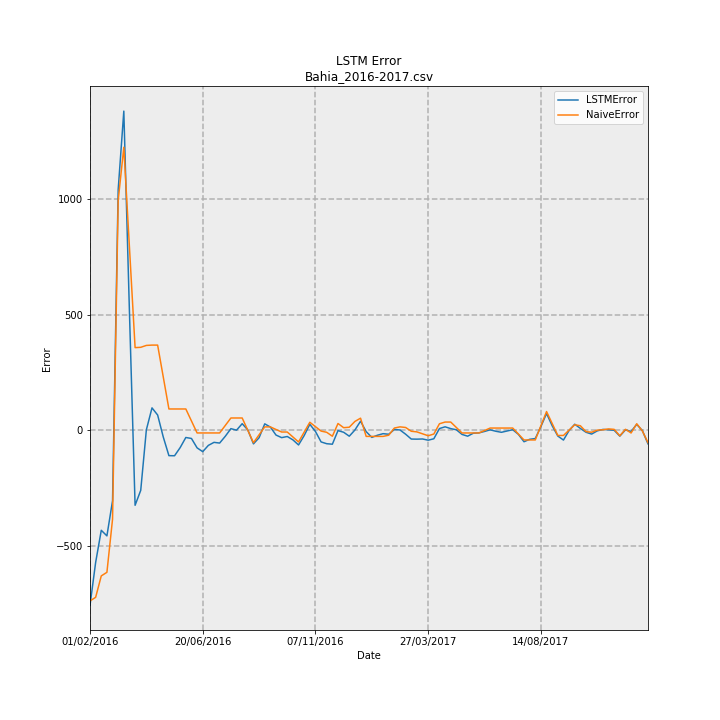 LSTM Error
Bahia_2016-2017.csv
LSTMError
NaiveError
Error
1000
500
0
−500
01/02/2016
20/06/2016
07/11/2016
27/03/2017
14/08/2017
Date